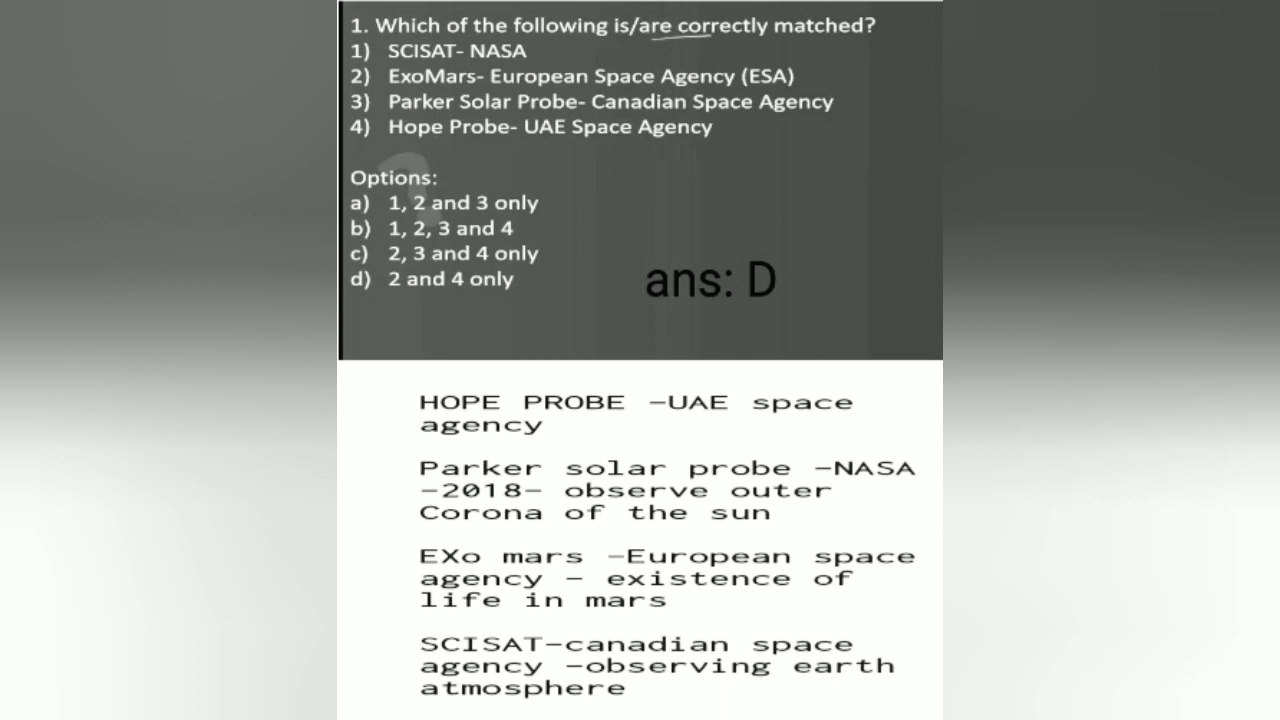 1. Which of the following is/are correctly matched?
1) SCISAT- NASA
2) ExoMars- European Space Agency (ESA)
3) Parker Solar Probe- Canadian Space Agency
4) Hope Probe- UAE Space Agency
Options:
a) 1, 2 and 3 only
b) 1, 2, 3 and 4
c) 2, 3 and 4 only
d) 2 and 4 only
ans: D
HOPE PROBE -UAE space
agency
Parker solar probe -NASA
-2018- observe outer
Corona of the sun
EXo mars -European space
agency - existence of
life in mars
SCISAT-canadian space
agency -observing earth
atmosphere